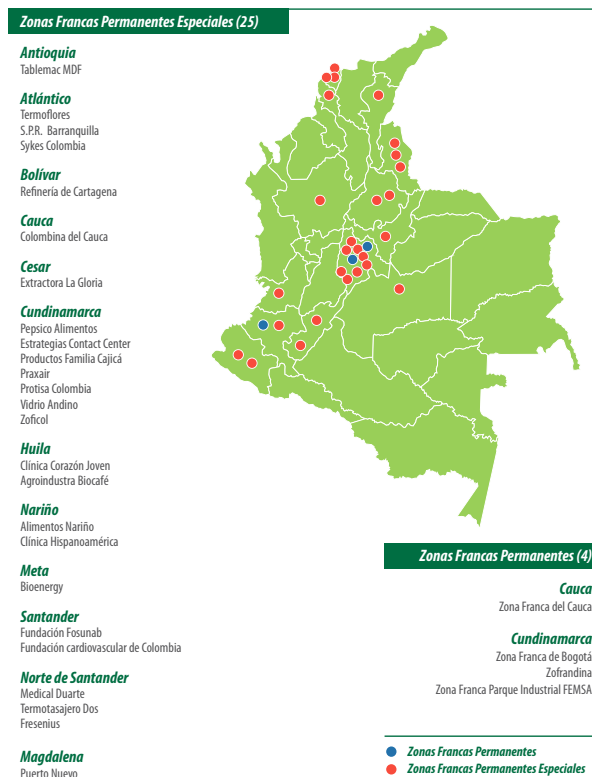 Zonas Francas Permanentes Especiales (25)
Antioquia
Tablemac MDF
Atlántico
Termoflores
S.P.R. Barranquilla
Sykes Colombia
Bolívar
Refinería de Cartagena
Cauca
Colombina del Cauca
Cesar
Extractora La Gloria
Cundinamarca
Pepsico Alimentos
Estrategias Contact Center
Productos Familia Cajicá
Praxair
Protisa Colombia
Vidrio Andino
Zoficol
Huila
Clínica Corazón Joven
Agroindustra Biocafé
Nariño
Alimentos Nariño
Clínica Hispanoamérica
Meta
Bioenergy
Santander
Fundación Fosunab
Fundación cardiovascular de Colombia
Norte de Santander
Medical Duarte
Termotasajero Dos
Fresenius
Magdalena
Puerto Nuevo
Zonas Francas Permanentes (4)
Cauca
Zona Franca del Cauca
Cundinamarca
Zona Franca de Bogotá
Zofrandina
Zona Franca Parque Industrial FEMSA
Zonas Francas Permanentes
Zonas Francas Permanentes Especiales